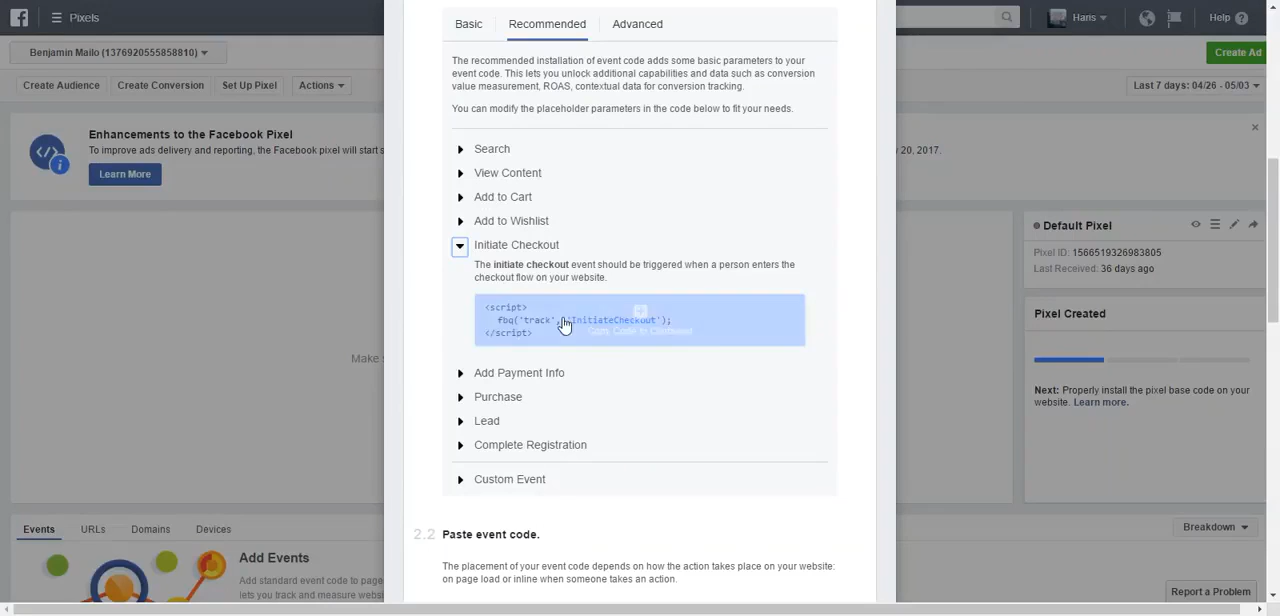 Pixels
Haris
Help
Benjamin Mailo (1376920555858810)
Create Ad
Create Audience
Create Conversion
Set Up Pixel
Actions
Last 7 days: 04/26 - 05/03
Enhancements to the Facebook Pixel
To improve ads delivery and reporting, the Facebook pixel will start s
y 20, 2017.
Learn More
Make s
Basic
Recommended
Advanced
The recommended installation of event code adds some basic parameters to your
event code. This lets you unlock additional capabilities and data such as conversion
value measurement, ROAS, contextual data for conversion tracking.
You can modify the placeholder parameters in the code below to fit your needs.
Search
View Content
Add to Cart
Add to Wishlist
Initiate Checkout
The initiate checkout event should be triggered when a person enters the
checkout flow on your website.
<script>
fbq('track', 'InitiateCheckout');
</script>
Copy Code to Clipboard
Add Payment Info
Purchase
Lead
Complete Registration
Custom Event
2.2 Paste event code.
The placement of your event code depends on how the action takes place on your website:
on page load or inline when someone takes an action.
Default Pixel
Pixel ID: 1566519326983805
Last Received: 36 days ago
Pixel Created
Next: Properly install the pixel base code on your
website. Learn more.
Events
URLs
Domains
Devices
Breakdown
Add Events
Add standard event code to page
lets you track and measure websi
Report a Problem